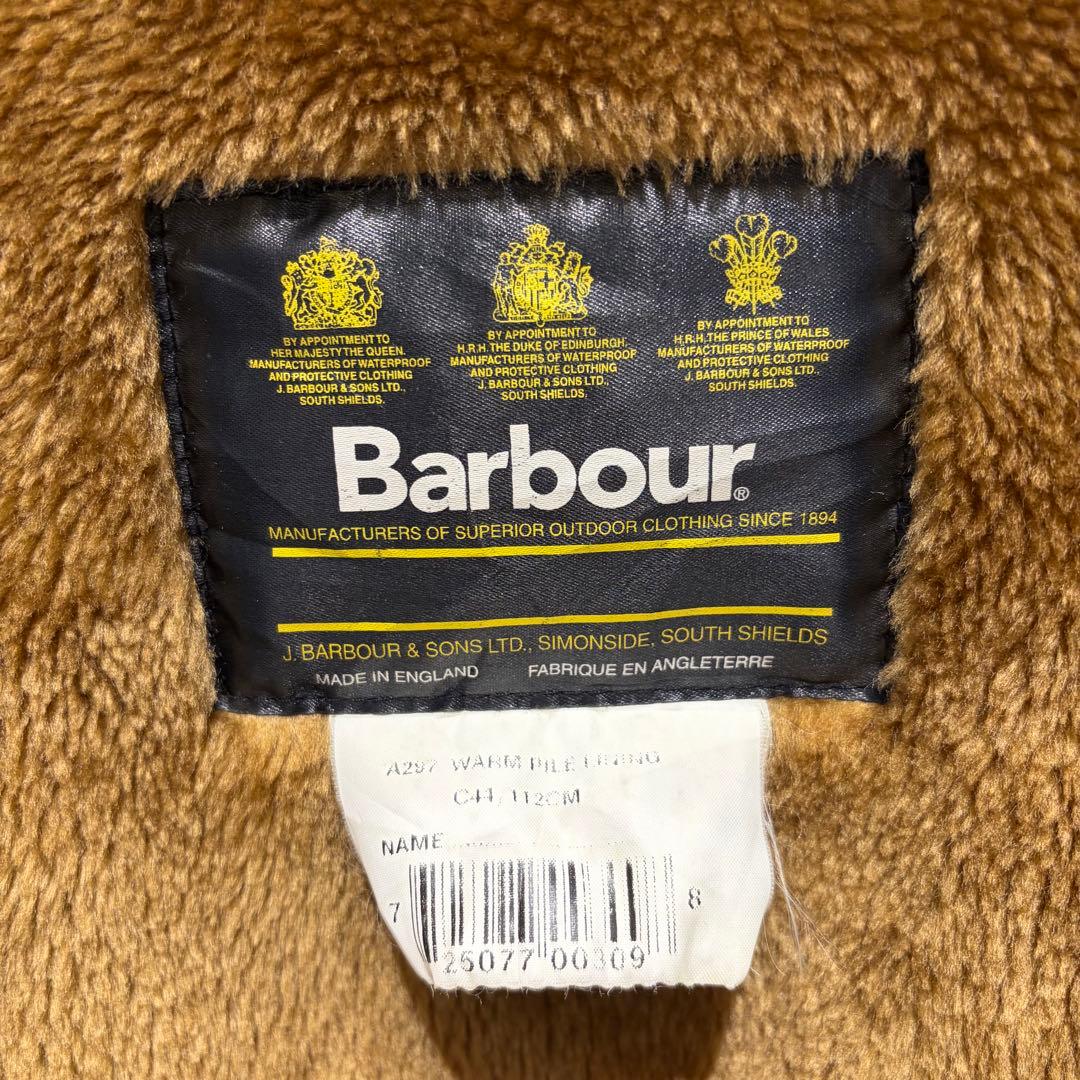 BY APPOINTMENT TO
HER MAJESTY THE QUEEN.
MANUFACTURERS OF WATERPROOF
AND PROTECTIVE CLOTHING
J. BARBOUR & SONS LTD.,
SOUTH SHIELDS.
BY APPOINTMENT TO
H.R.H. THE DUKE OF EDINBURGH,
MANUFACTURERS OF WATERPROOF
AND PROTECTIVE CLOTHING
J. BARBOUR & SONS LTD.,
SOUTH SHIELDS.
BY APPOINTMENT TO
H.R.H. THE PRINCE OF WALES,
MANUFACTURERS OF WATERPROOF
AND PROTECTIVE CLOTHING
J. BARBOUR & SONS LTD.,
SOUTH SHIELDS.
Barbour®
MANUFACTURERS OF SUPERIOR OUTDOOR CLOTHING SINCE 1894
J. BARBOUR & SONS LTD., SIMONSIDE, SOUTH SHIELDS
MADE IN ENGLAND FABRIQUE EN ANGLETERRE
A297 WARM PILE LINING
C44/112CM
NAME
7 25077 00309 8